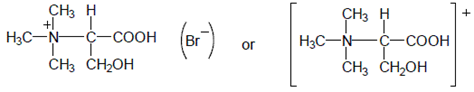 CH₃ H CH₃ H +
+
H₃C–N–C–COOH (Br⁻) or H₃C–N–C–COOH
CH₃ CH₂OH CH₃ CH₂OH